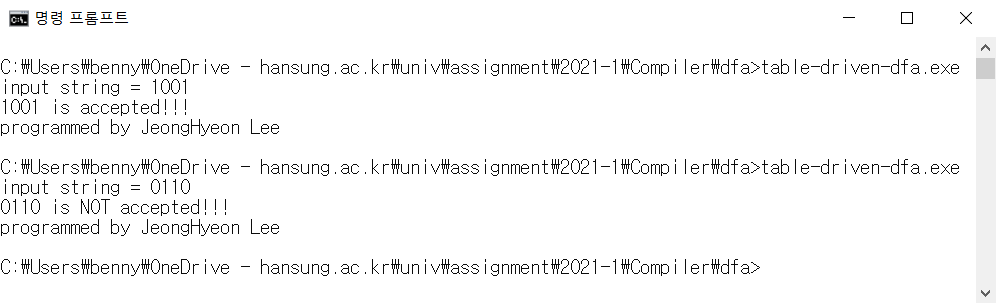 명령 프롬프트
C:₩Users₩benny₩OneDrive - hansung.ac.kr₩univ₩assignment₩2021-1₩Compiler₩dfa>table-driven-dfa.exe
input string = 1001
1001 is accepted!!!
programmed by JeongHyeon Lee
C:₩Users₩benny₩OneDrive - hansung.ac.kr₩univ₩assignment₩2021-1₩Compiler₩dfa>table-driven-dfa.exe
input string = 0110
0110 is NOT accepted!!!
programmed by JeongHyeon Lee
C:₩Users₩benny₩OneDrive - hansung.ac.kr₩univ₩assignment₩2021-1₩Compiler₩dfa>